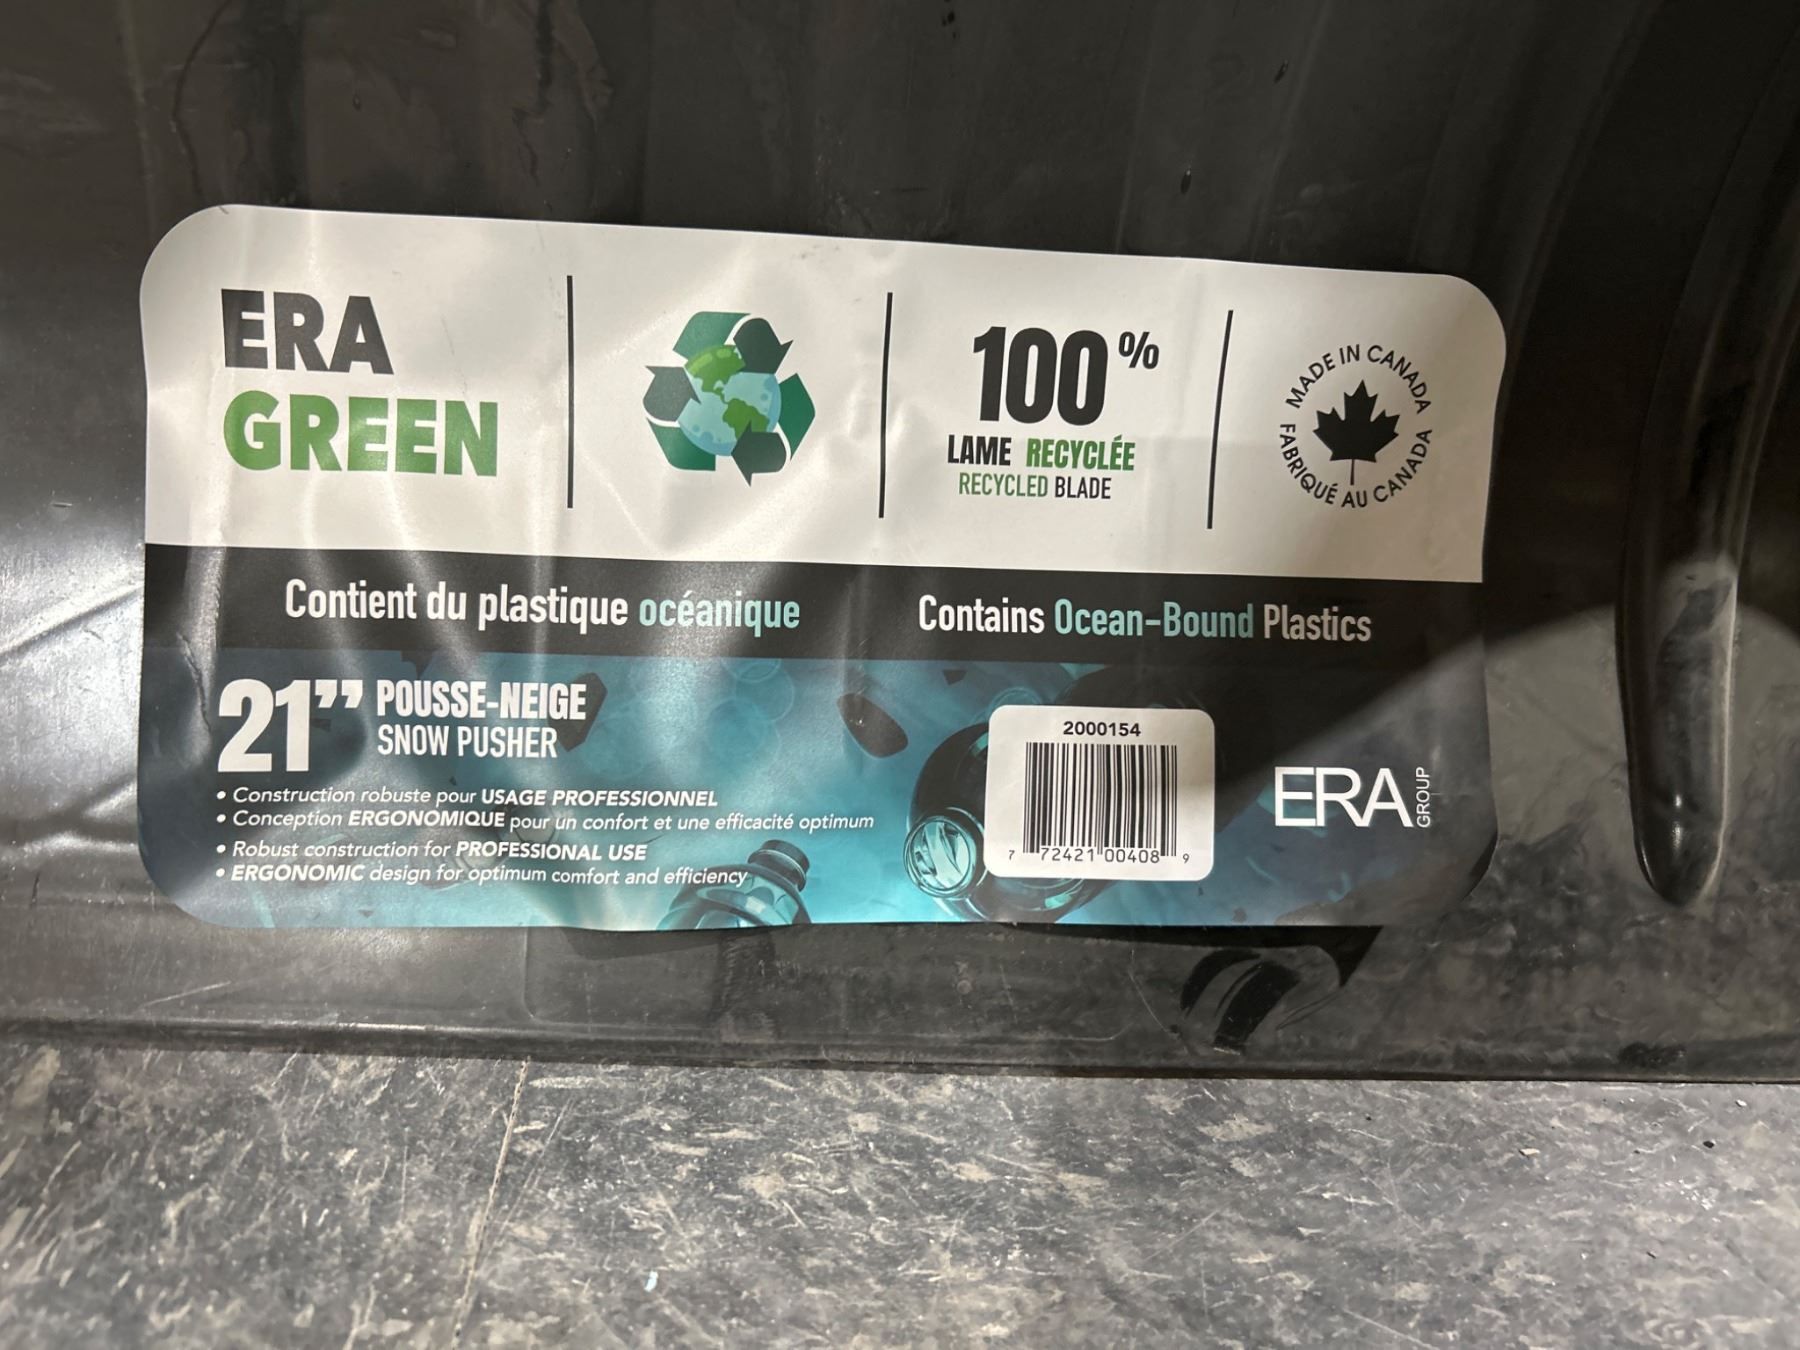 ERA
GREEN
100%
LAME RECYCLÉE
RECYCLED BLADE
MADE IN CANADA
FABRIQUÉ AU CANADA
Contient du plastique océanique
Contains Ocean-Bound Plastics
21”
POUSSE-NEIGE
SNOW PUSHER
• Construction robuste pour USAGE PROFESSIONNEL
• Conception ERGONOMIQUE pour un confort et une efficacité optimum
• Robust construction for PROFESSIONAL USE
• ERGONOMIC design for optimum comfort and efficiency
2000154
7 72421 00408 9
ERA GROUP